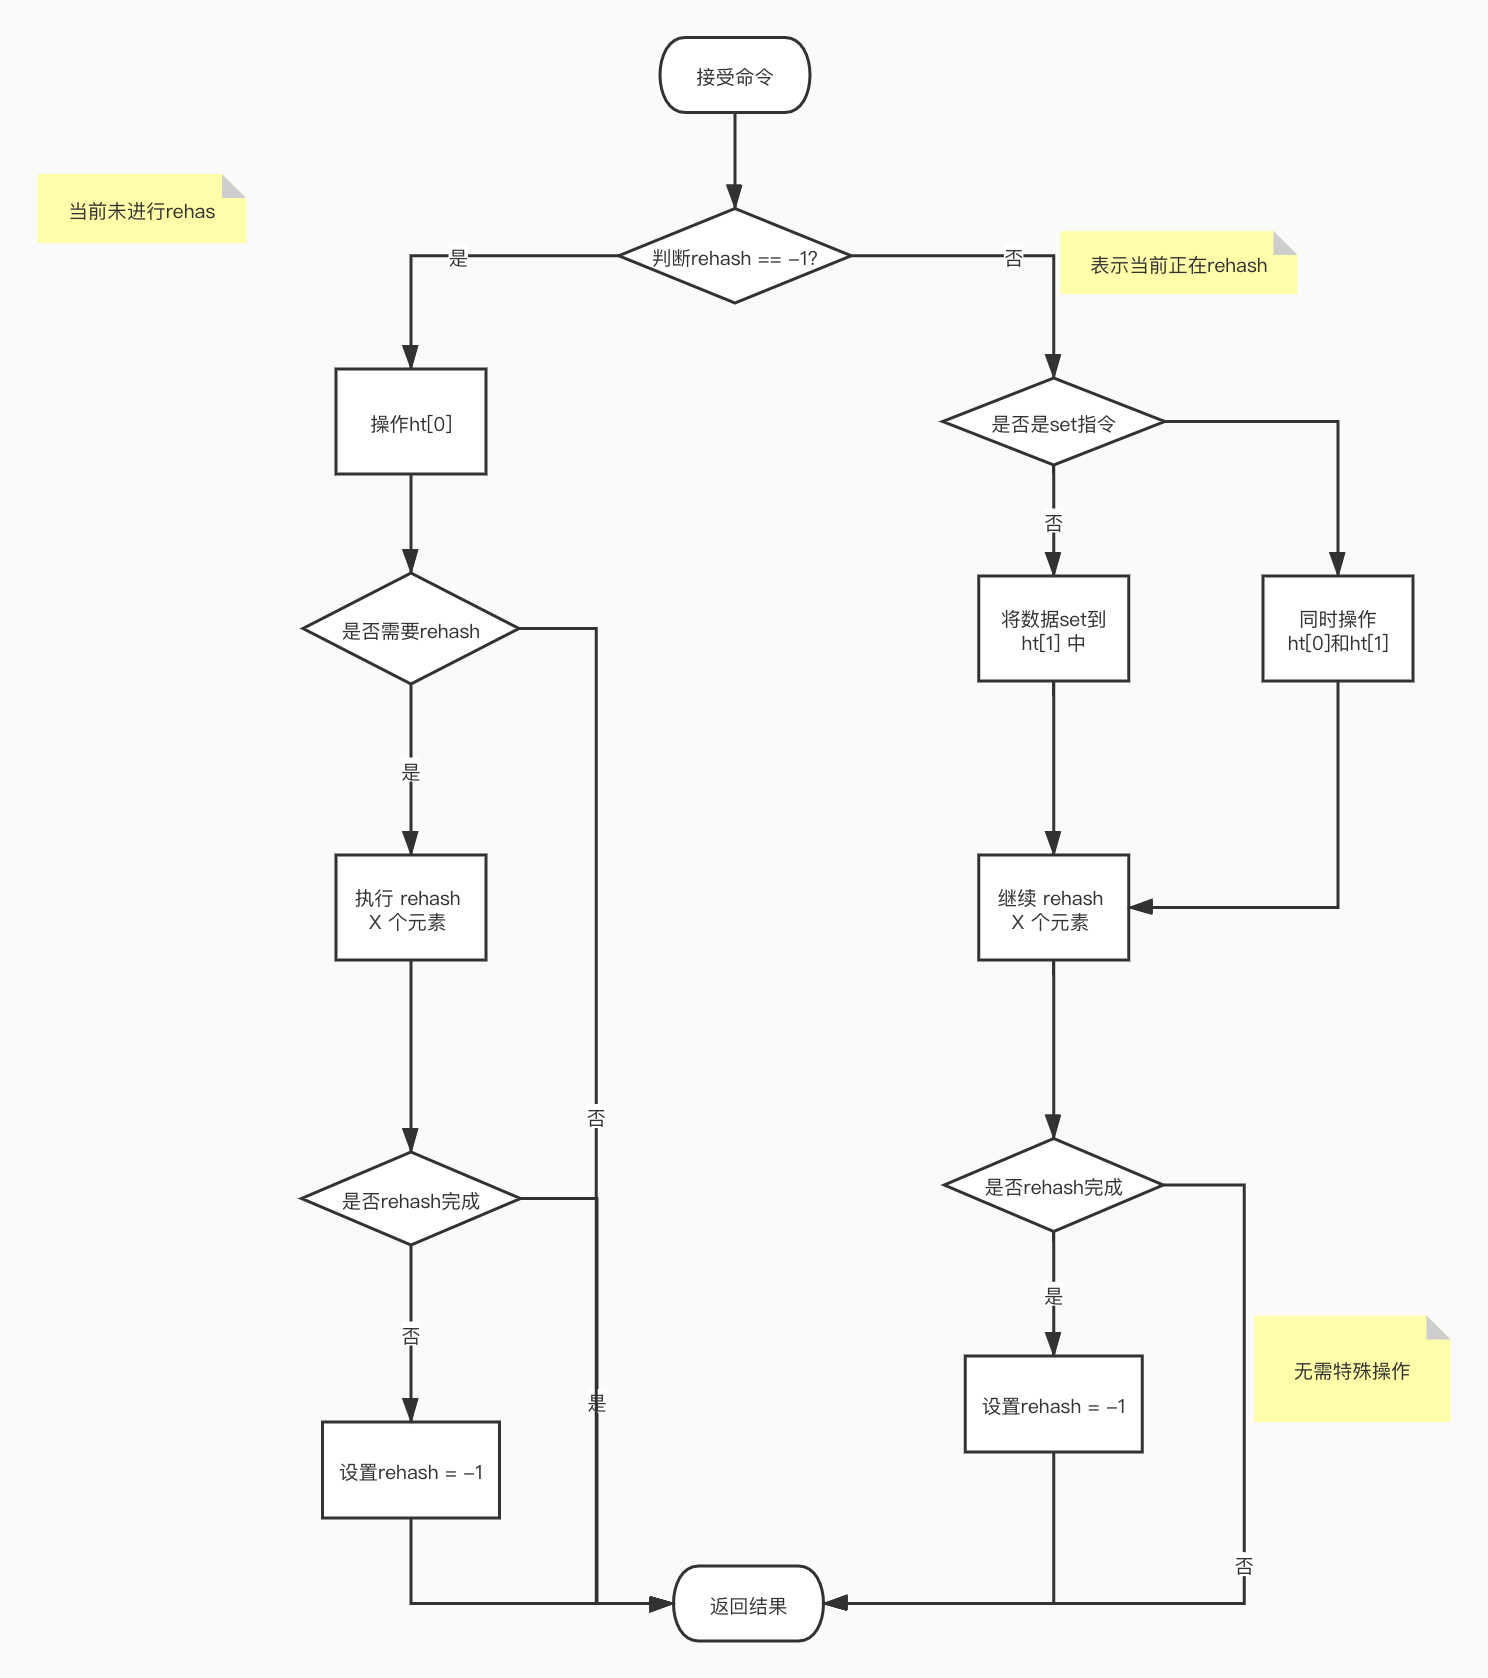 接受命令
当前未进行rehas
判断rehash == -1?
是
否
表示当前正在rehash
操作ht[0]
是否是set指令
否
是否需要rehash
将数据set到
ht[1] 中
同时操作
ht[0]和ht[1]
是
执行 rehash
X 个元素
继续 rehash
X 个元素
否
是否rehash完成
是否rehash完成
是
否
无需特殊操作
是
设置rehash = -1
设置rehash = -1
否
返回结果